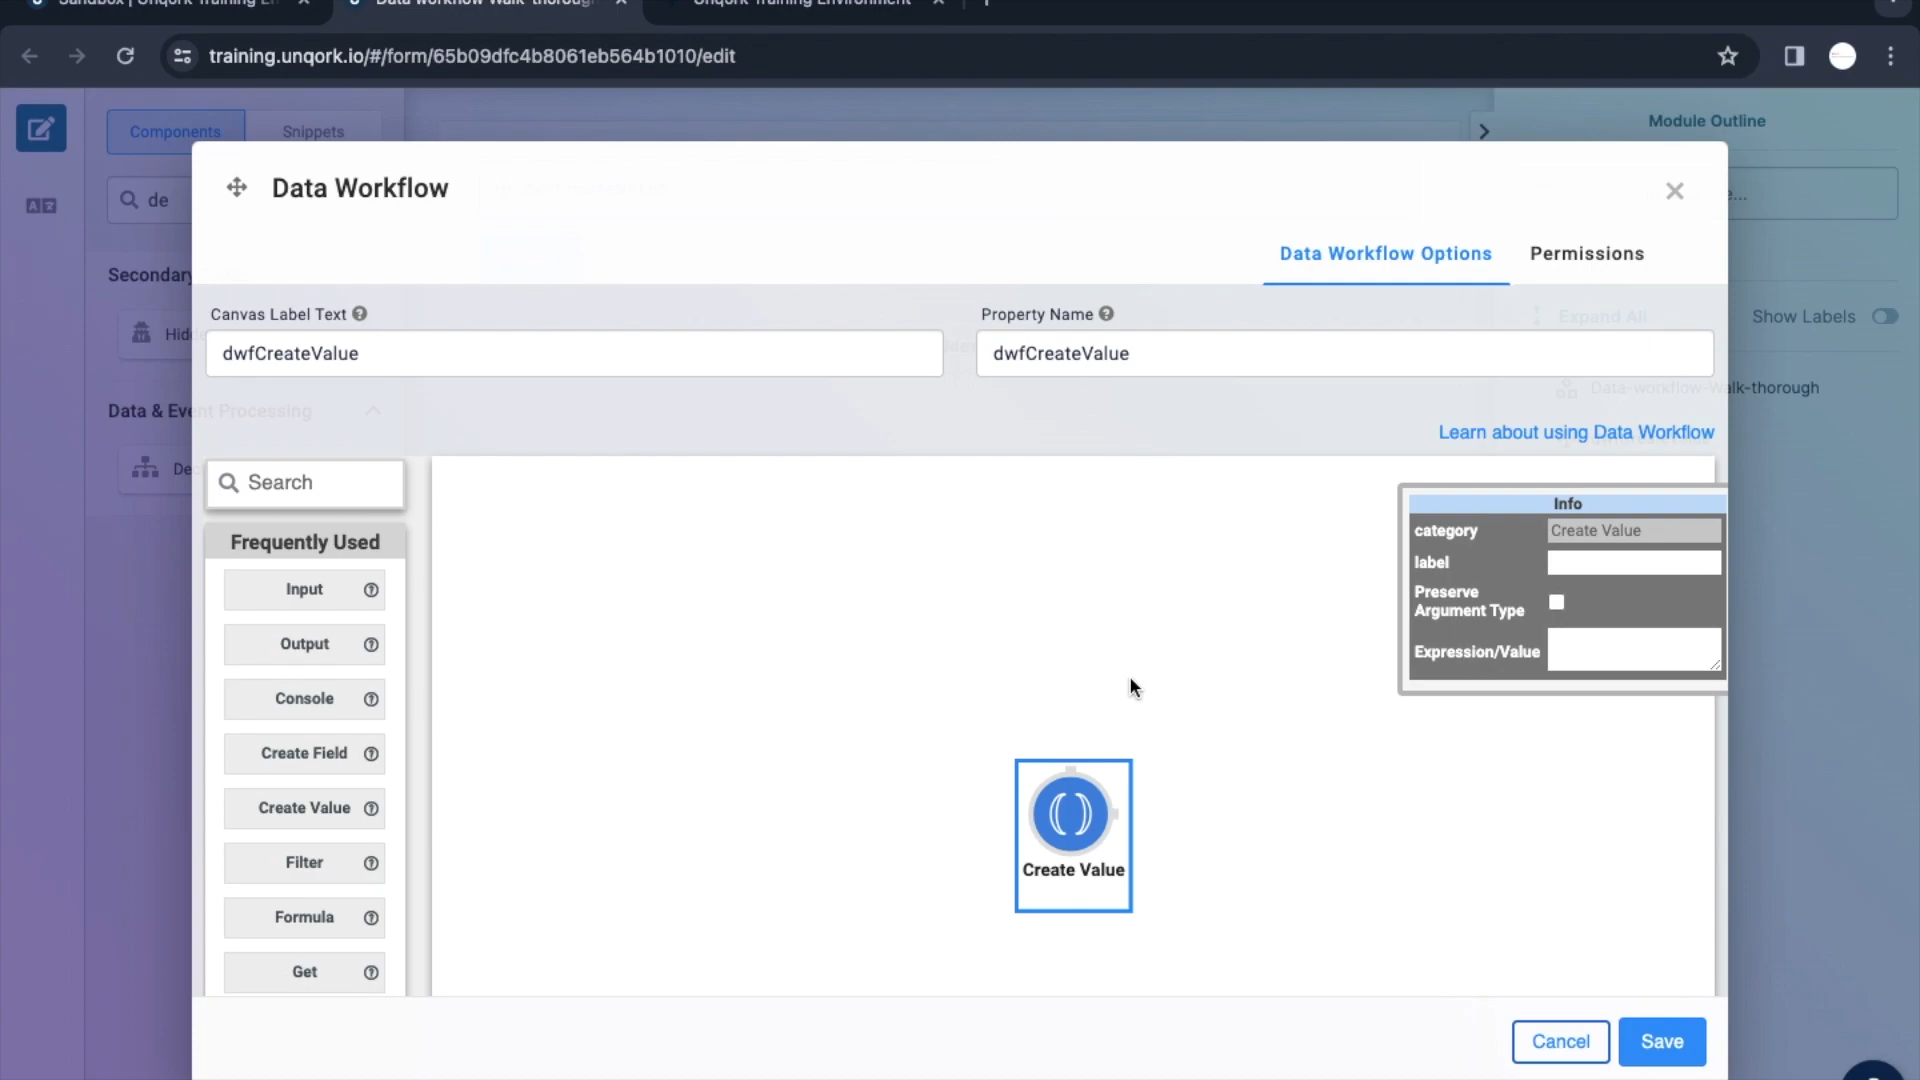 Sandbox | Unqork Training En
Data workflow Walk-thorough
Unqork Training Environment
training.unqork.io/#/form/65b09dfc4b8061eb564b1010/edit
Components
Snippets
Module Outline
Data Workflow
de
e...
Data Workflow Options
Permissions
Secondary
Canvas Label Text
Property Name
Expand All
Show Labels
Hidd
dwfCreateValue
dwfCreateValue
Data-workflow-Walk-thorough
Data & Event Processing
Learn about using Data Workflow
De
Search
Info
category
Create Value
Frequently Used
label
Input
Preserve
Argument Type
Output
Expression/Value
Console
Create Field
Create Value
Filter
Create Value
Formula
Get
Cancel
Save